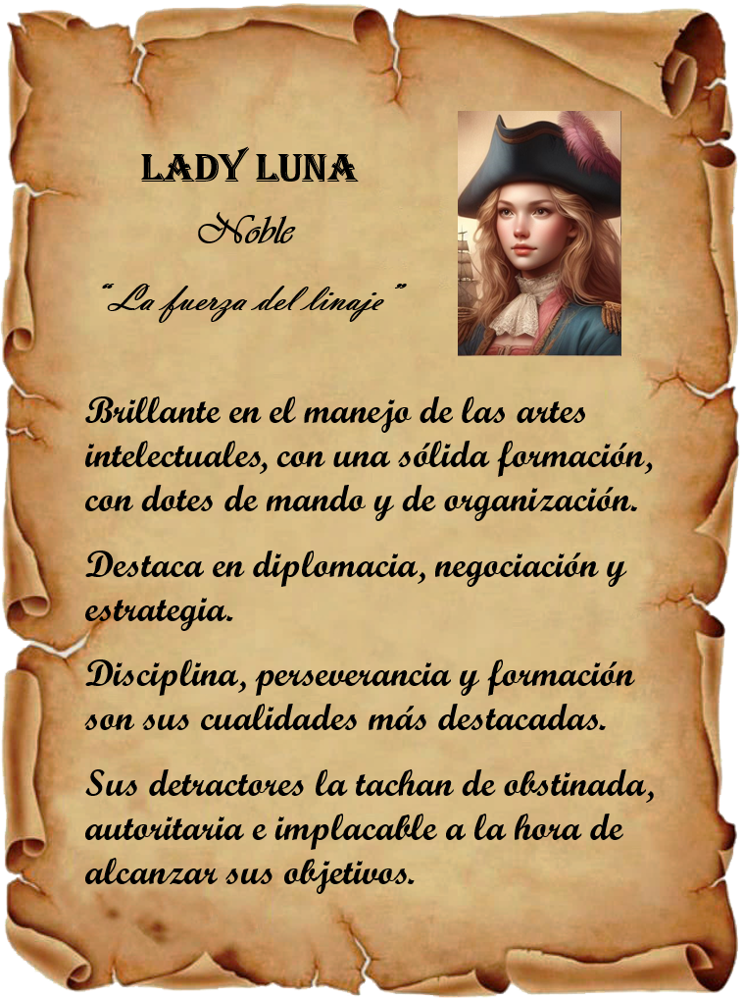 LADY LUNA
Noble
“La fuerza del linaje”
Brillante en el manejo de las artes
intelectuales, con una sólida formación,
con dotes de mando y de organización.
Destaca en diplomacia, negociación y
estrategia.
Disciplina, perseverancia y formación
son sus cualidades más destacadas.
Sus detractores la tachan de obstinada,
autoritaria e implacable a la hora de
alcanzar sus objetivos.